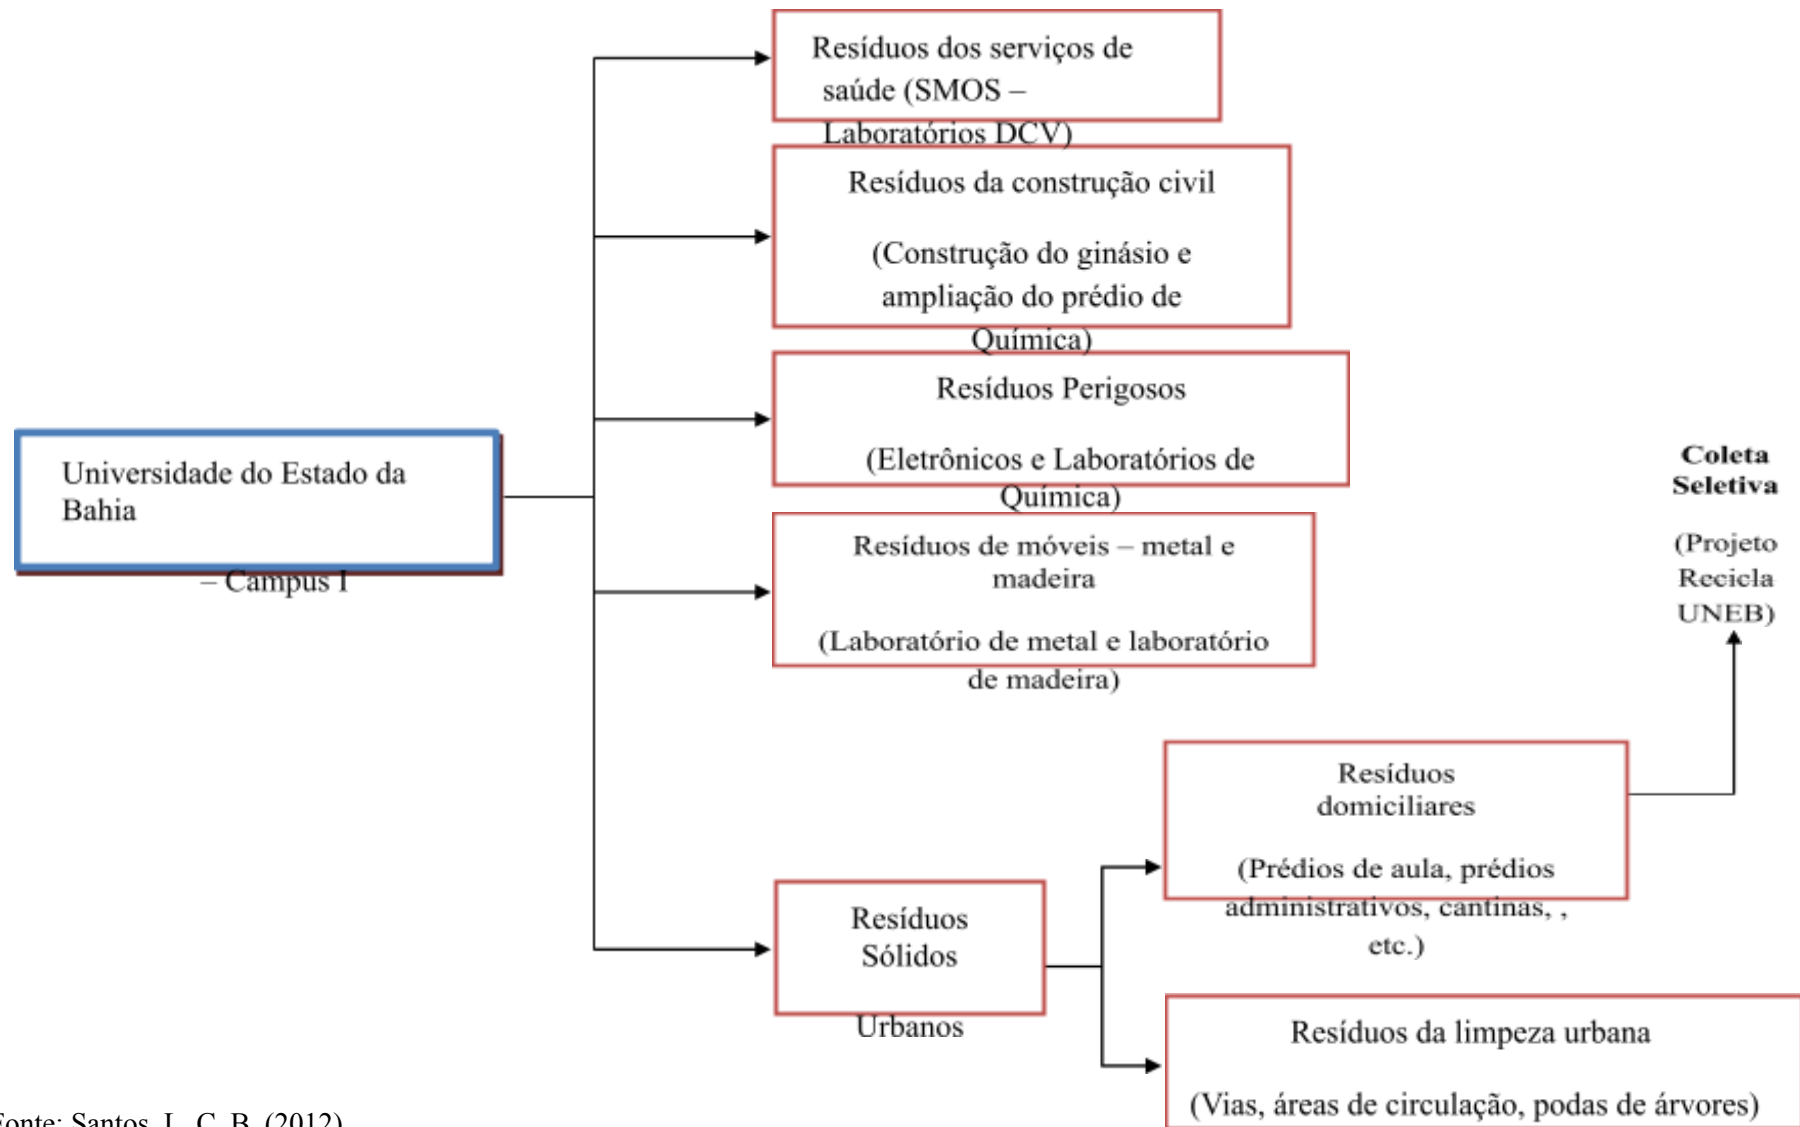 Resíduos dos serviços de
saúde (SMOS –
Laboratórios DCV)
Resíduos da construção civil
(Construção do ginásio e
ampliação do prédio de
Química)
Resíduos Perigosos
(Eletrônicos e Laboratórios de
Química)
Universidade do Estado da
Bahia
– Campus I
Resíduos de móveis – metal e
madeira
(Laboratório de metal e laboratório
de madeira)
Coleta
Seletiva
(Projeto
Recicla
UNEB)
Resíduos
domiciliares
(Prédios de aula, prédios
administrativos, cantinas, ,
etc.)
Resíduos
Sólidos
Urbanos
Resíduos da limpeza urbana
(Vias, áreas de circulação, podas de árvores)
Fonte: Santos, L. C. B. (2012)